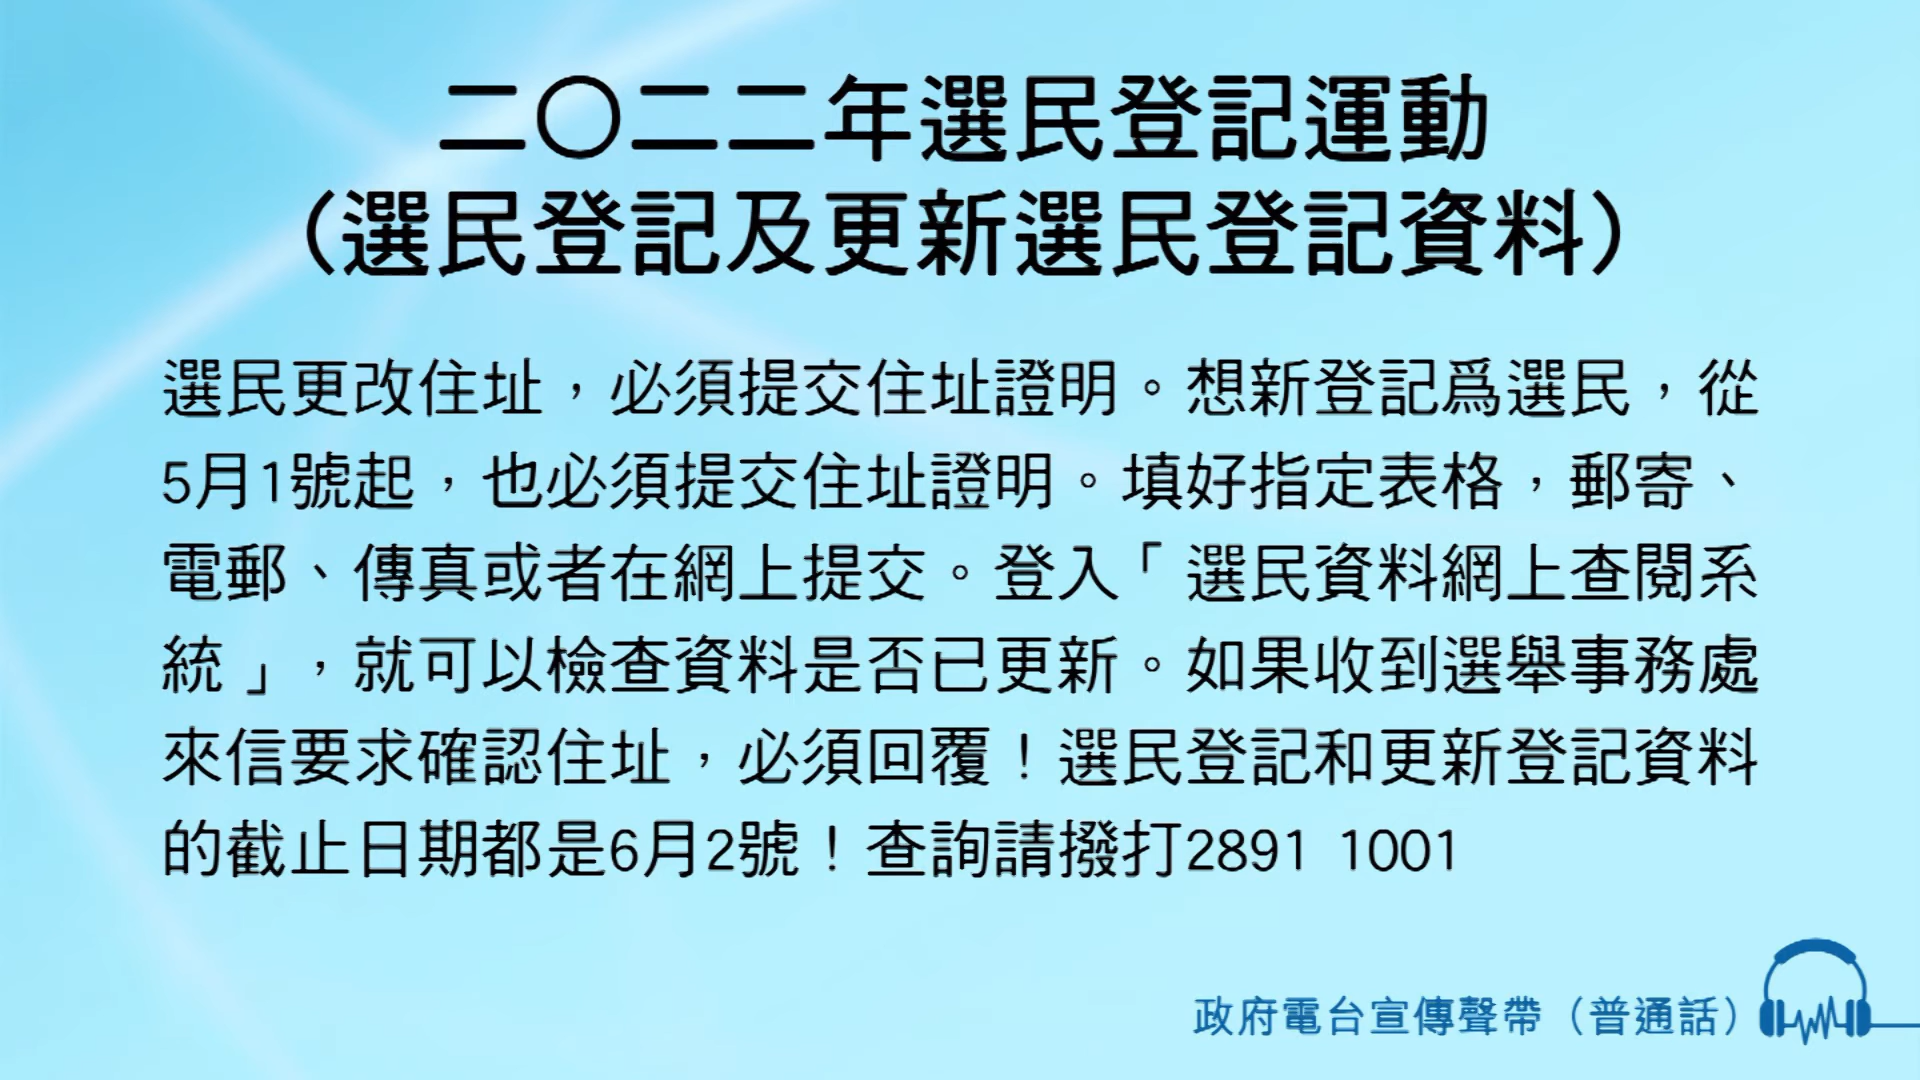 二〇二二年選民登記運動
（選民登記及更新選民登記資料）
選民更改住址，必須提交住址證明。想新登記爲選民，從
5月1號起，也必須提交住址證明。填好指定表格，郵寄、
電郵、傳真或者在網上提交。登入「選民資料網上查閱系
統」，就可以檢查資料是否已更新。如果收到選舉事務處
來信要求確認住址，必須回覆！選民登記和更新登記資料
的截止日期都是6月2號！查詢請撥打2891 1001
政府電台宣傳聲帶（普通話）